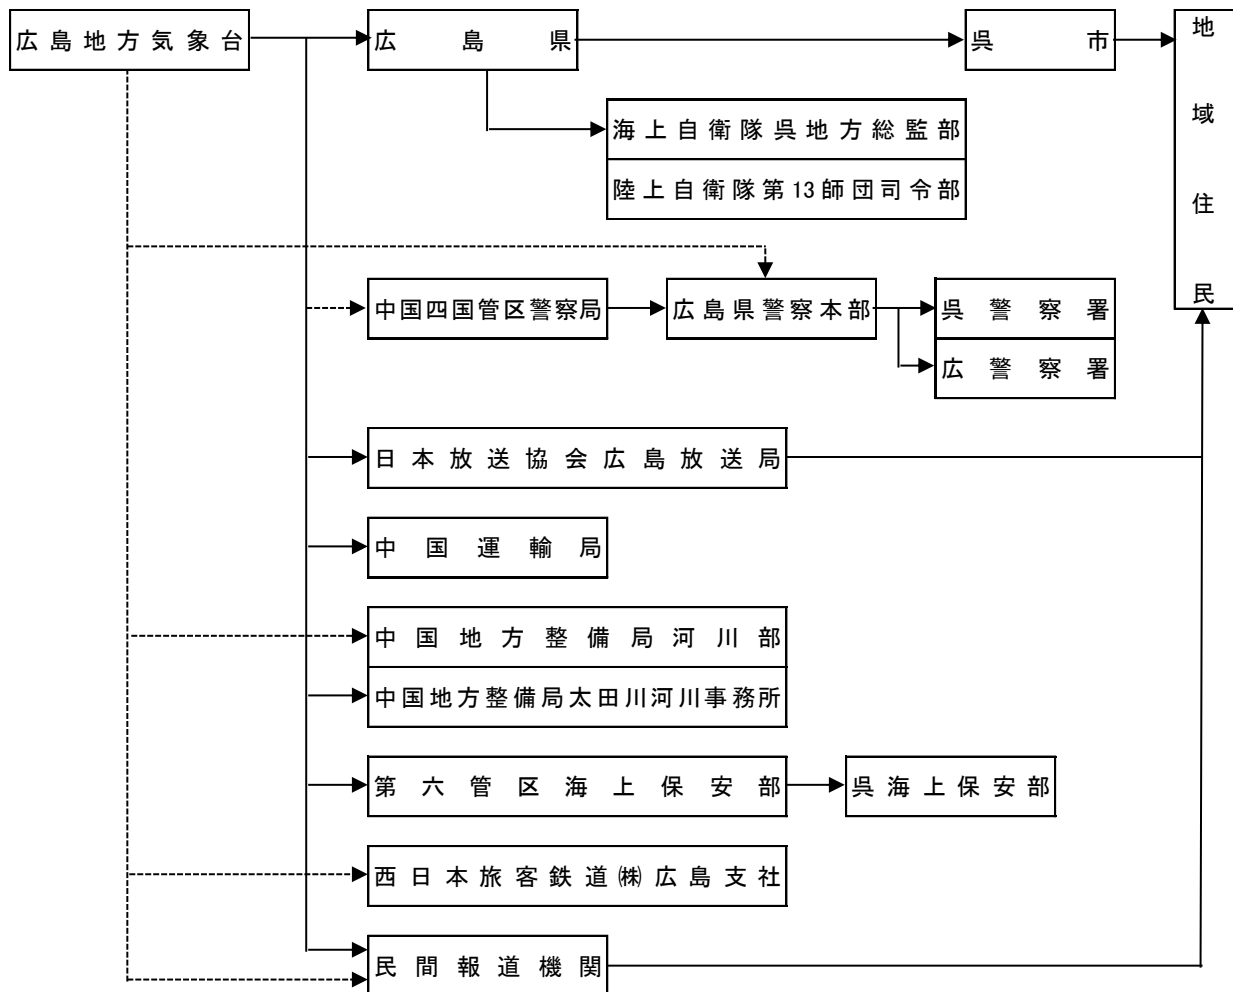 広島地方気象台
広島県
呉市
地域住民
海上自衛隊呉地方総監部
陸上自衛隊第13師団司令部
中国四国管区警察局
広島県警察本部
呉警察署
広警察署
日本放送協会広島放送局
中国運輸局
中国地方整備局河川部
中国地方整備局太田川河川事務所
第六管区海上保安部
呉海上保安部
西日本旅客鉄道㈱広島支社
民間報道機関